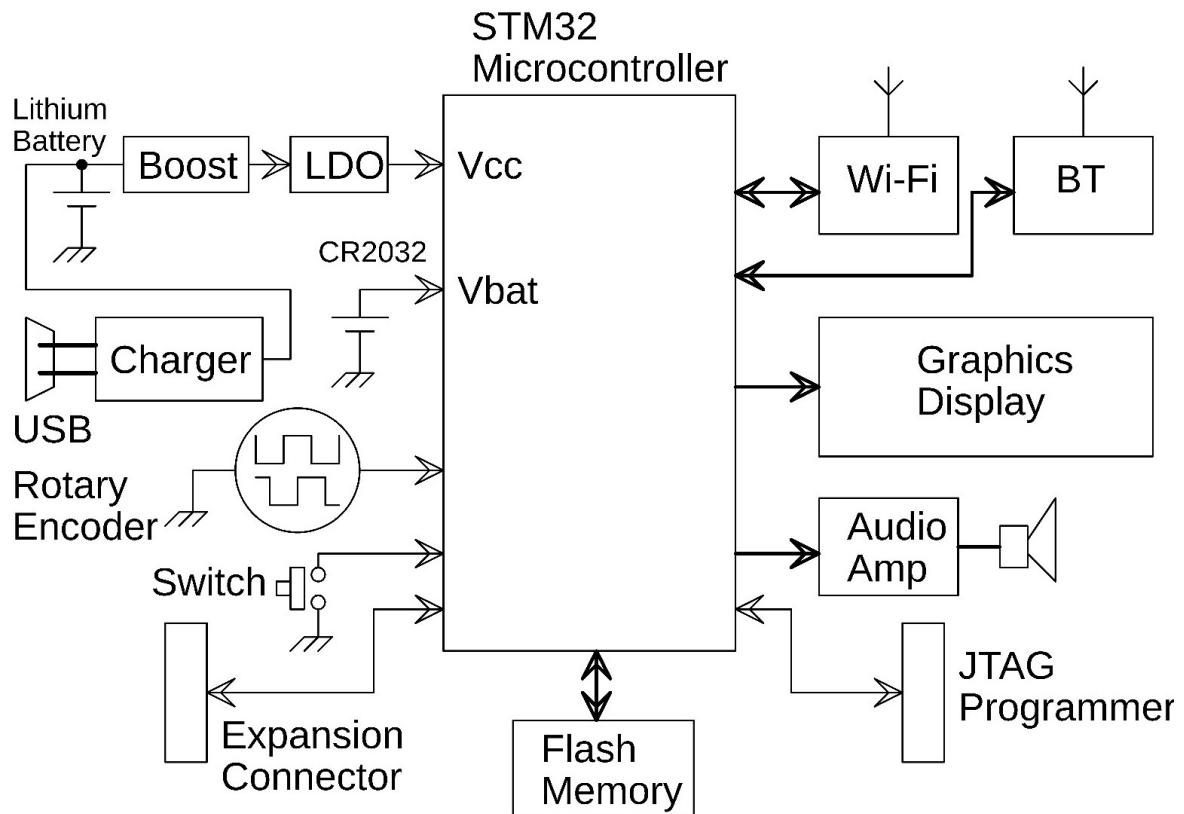 STM32
Microcontroller
Lithium
Battery
Boost
LDO
Vcc
Wi-Fi
BT
CR2032
Vbat
Charger
USB
Graphics
Display
Rotary
Encoder
Audio
Amp
Switch
JTAG
Programmer
Expansion
Connector
Flash
Memory